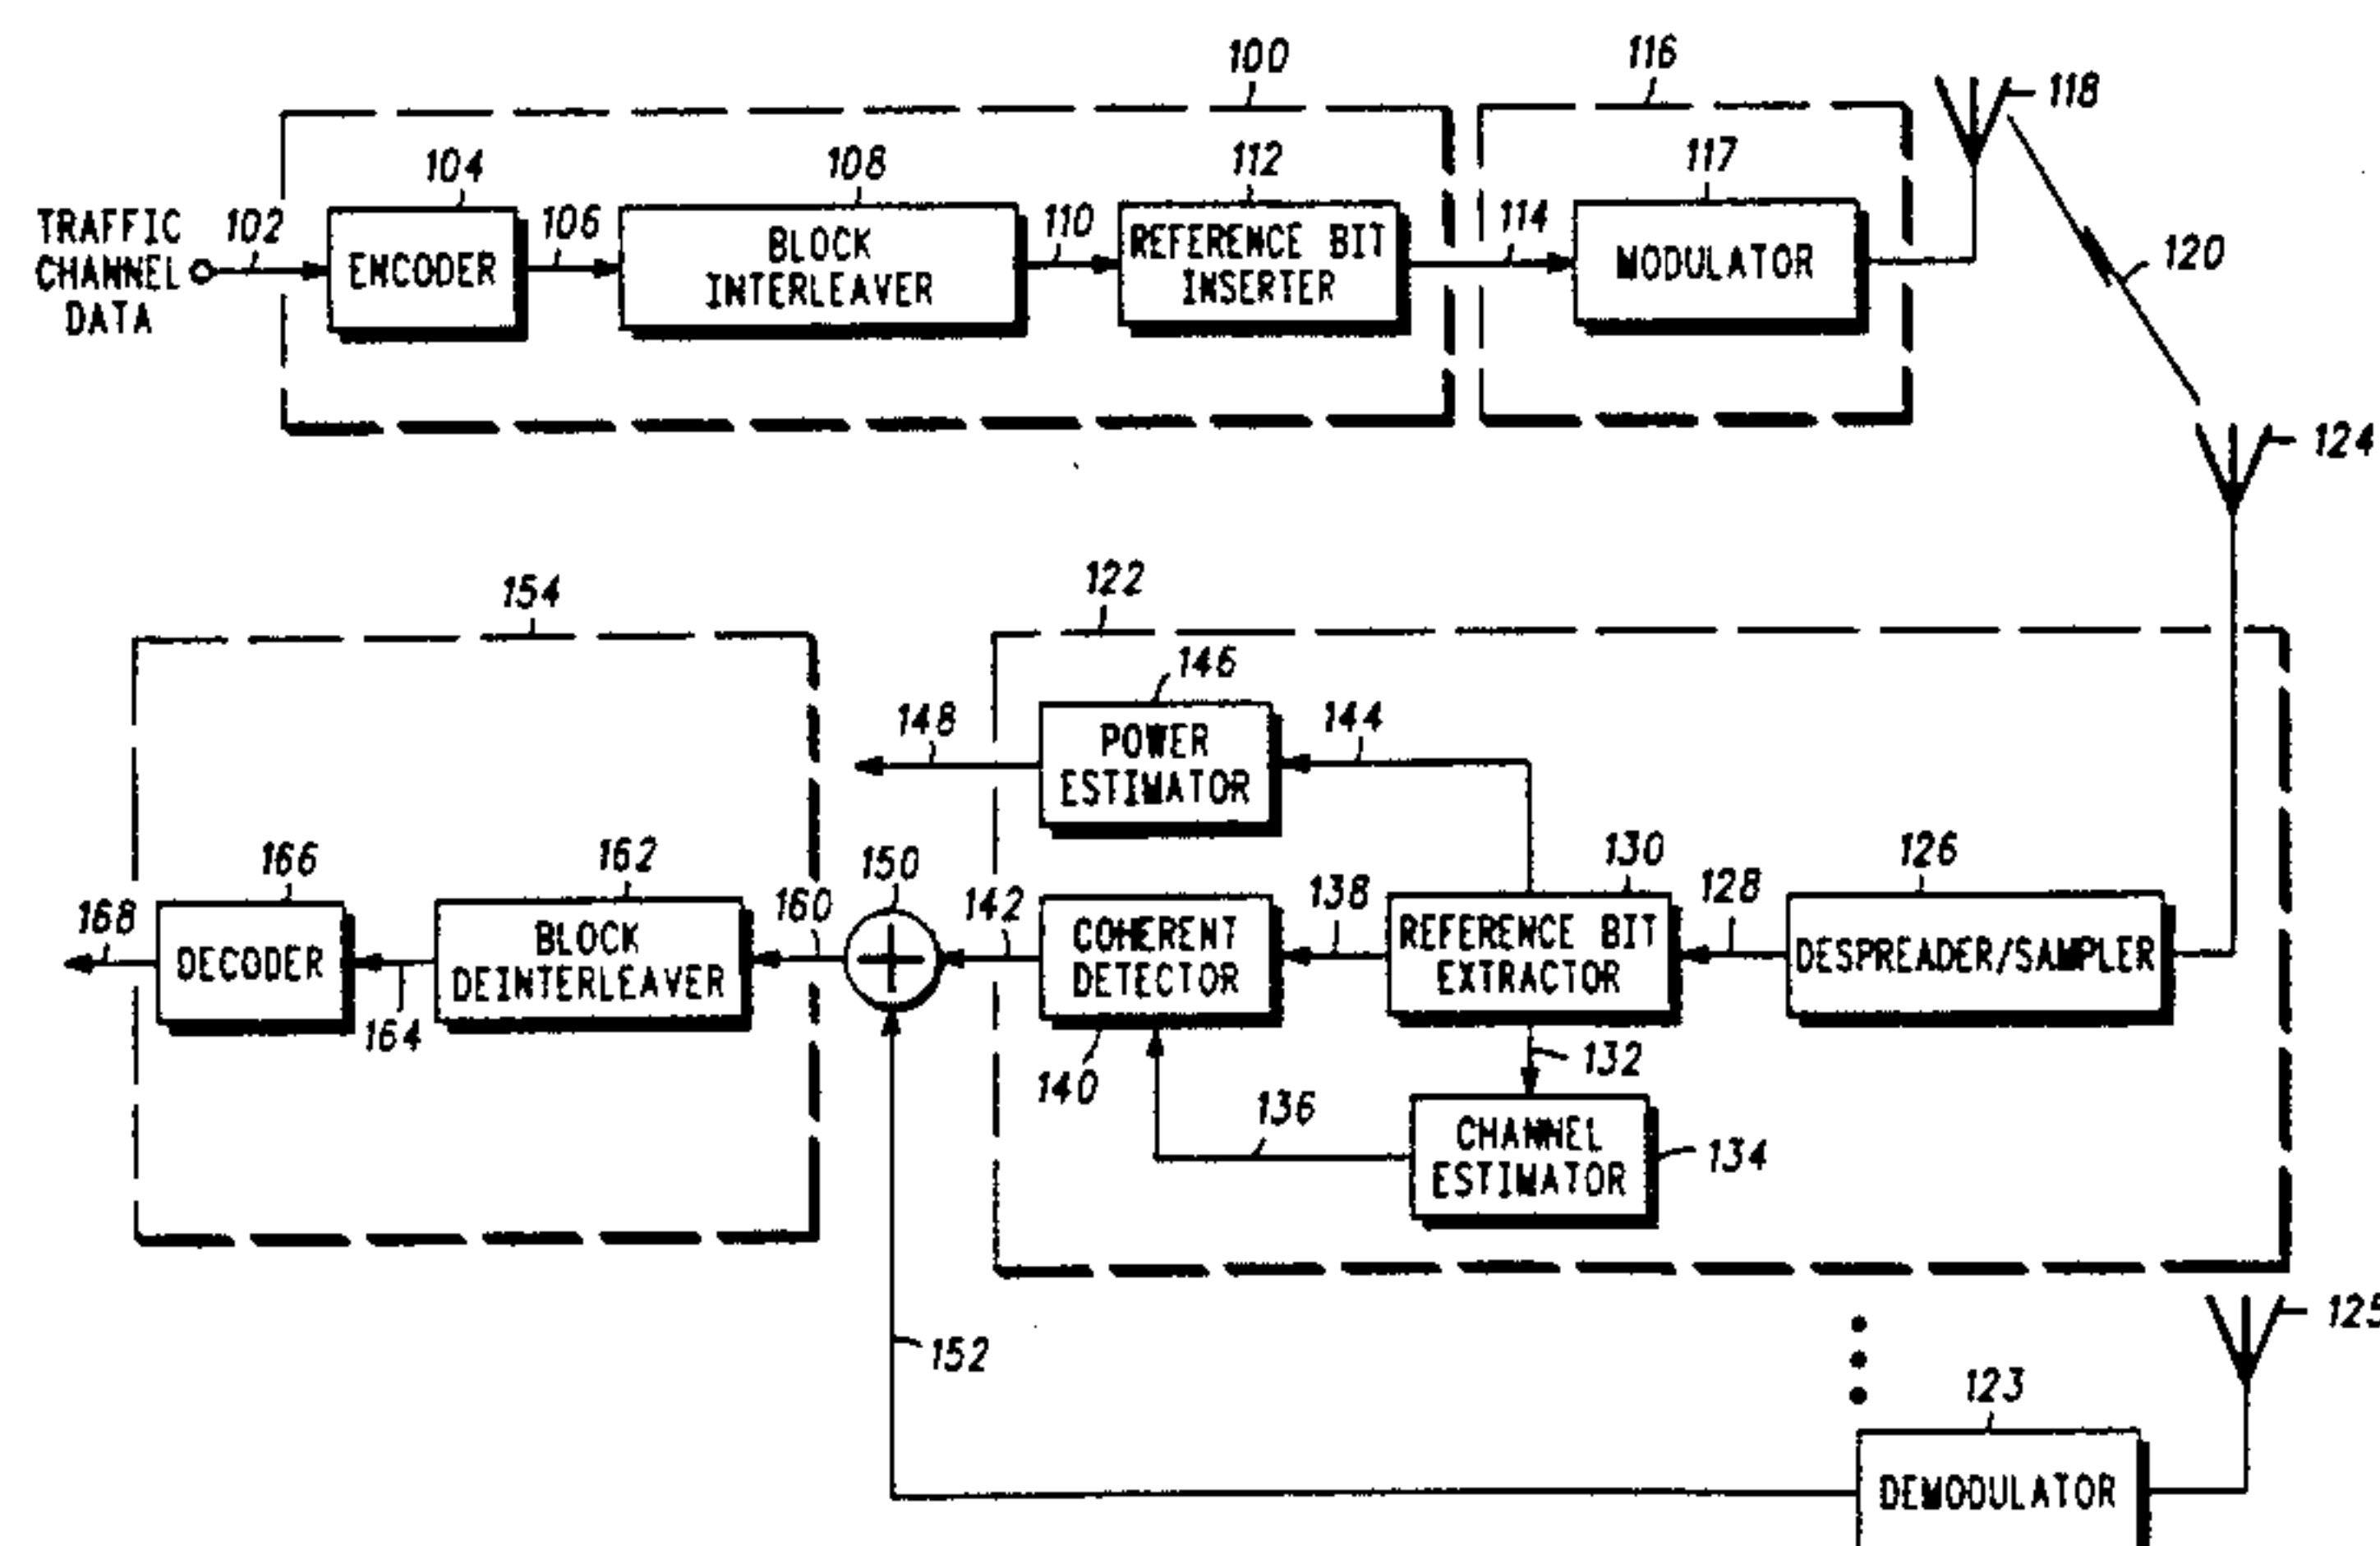 100
116
118
104
108
112
117
TRAFFIC
CHANNEL
DATA
102
ENCODER
106
BLOCK
INTERLEAVER
110
REFERENCE BIT
INSERTER
114
MODULATOR
120
124
154
122
146
148
POWER
ESTIMATOR
144
166
162
150
130
126
168
DECODER
164
BLOCK
DEINTERLEAVER
160
142
COHERENT
DETECTOR
138
REFERENCE BIT
EXTRACTOR
128
DESPREADER/SAMPLER
140
132
136
CHANNEL
ESTIMATOR
134
152
125
123
DEMODULATOR